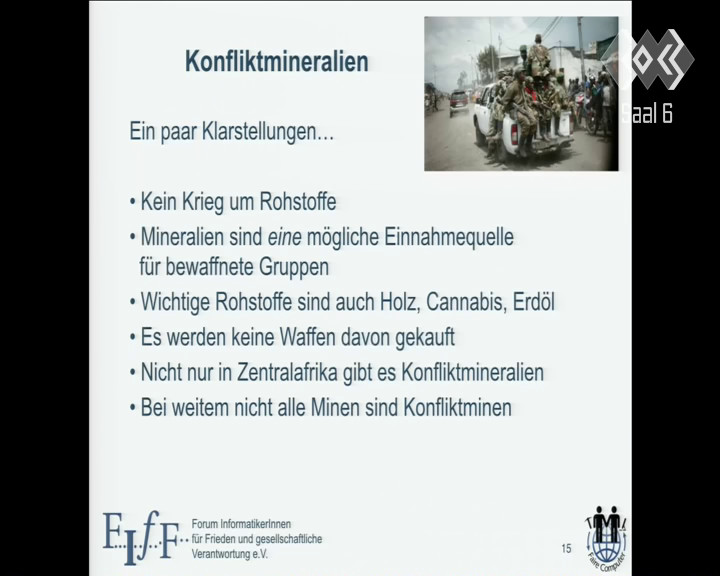 Konfliktmineralien
Saal 6
Ein paar Klarstellungen…
• Kein Krieg um Rohstoffe
• Mineralien sind eine mögliche Einnahmequelle
für bewaffnete Gruppen
• Wichtige Rohstoffe sind auch Holz, Cannabis, Erdöl
• Es werden keine Waffen davon gekauft
• Nicht nur in Zentralafrika gibt es Konfliktmineralien
• Bei weitem nicht alle Minen sind Konfliktminen
F..I..f..F..
Forum InformatikerInnen
für Frieden und gesellschaftliche
Verantwortung e.V.
15
Faire Computer